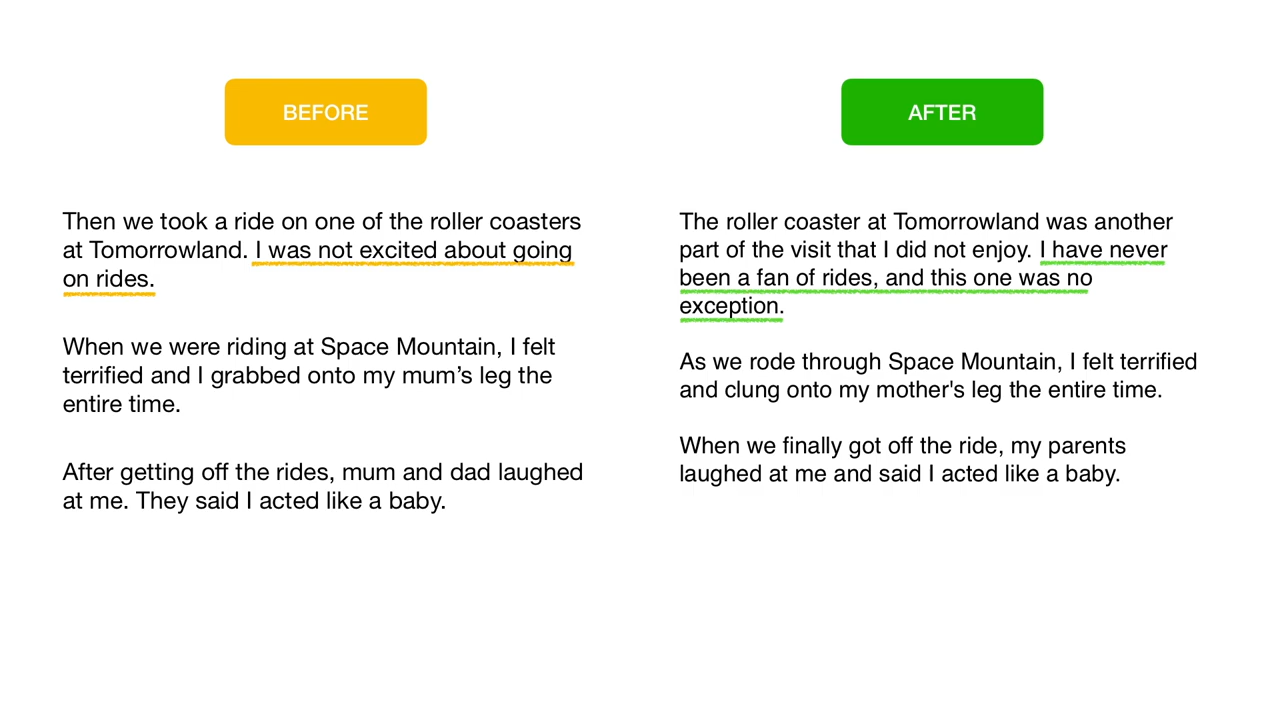 BEFORE
Then we took a ride on one of the roller coasters
at Tomorrowland. I was not excited about going
on rides.
When we were riding at Space Mountain, I felt
terrified and I grabbed onto my mum’s leg the
entire time.
After getting off the rides, mum and dad laughed
at me. They said I acted like a baby.
AFTER
The roller coaster at Tomorrowland was another
part of the visit that I did not enjoy. I have never
been a fan of rides, and this one was no
exception.
As we rode through Space Mountain, I felt terrified
and clung onto my mother's leg the entire time.
When we finally got off the ride, my parents
laughed at me and said I acted like a baby.